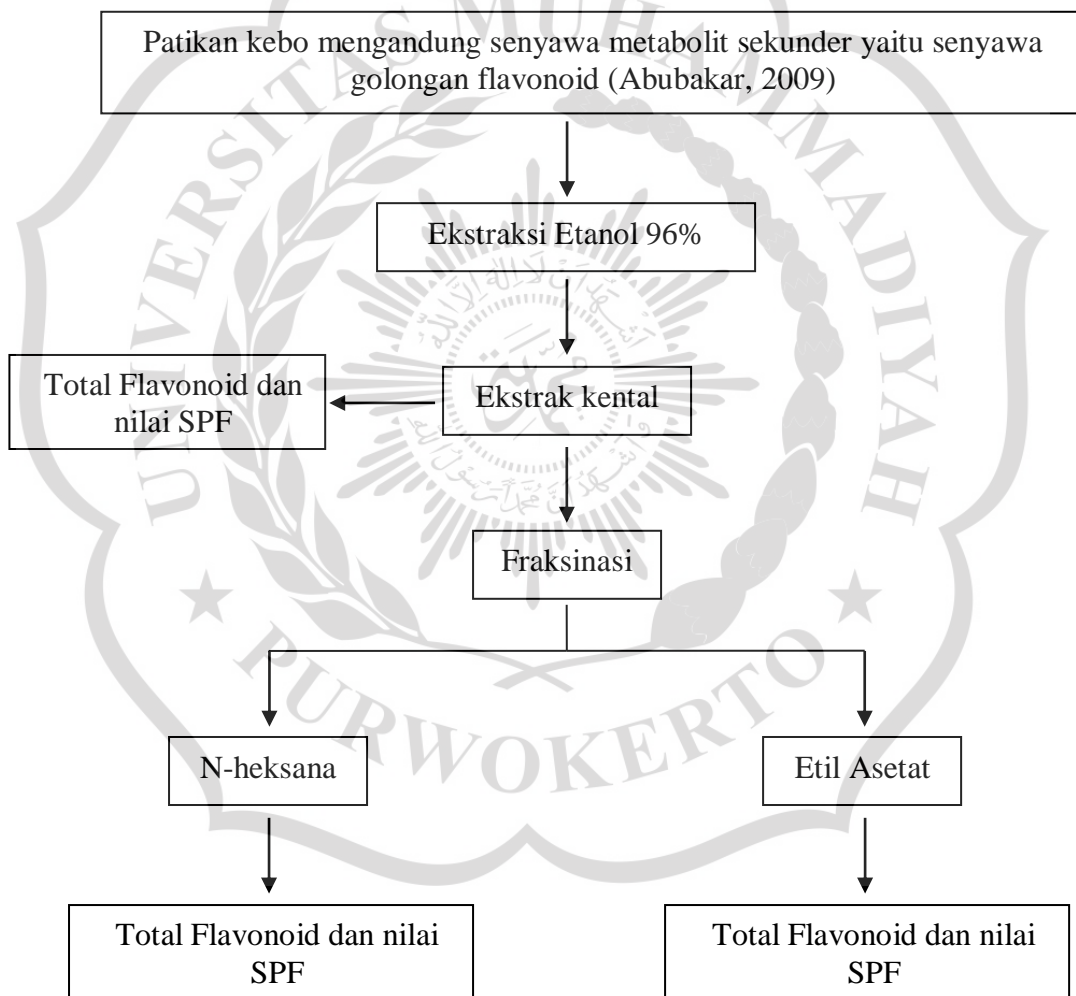 Patikan kebo mengandung senyawa metabolit sekunder yaitu senyawa
golongan flavonoid (Abubakar, 2009)
Ekstraksi Etanol 96%
Total Flavonoid dan
nilai SPF
Ekstrak kental
Fraksinasi
N-heksana
Etil Asetat
Total Flavonoid dan nilai
SPF
Total Flavonoid dan nilai
SPF
UNIVERSITAS MUHAMMADIYAH
PURWOKERTO